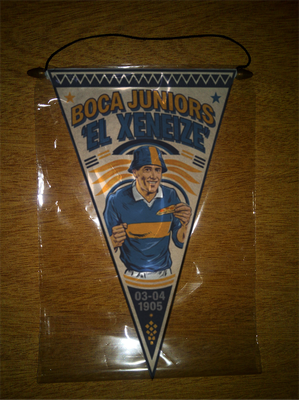 BOCA JUNIORS
'EL XENEIZE'
03-04
1905